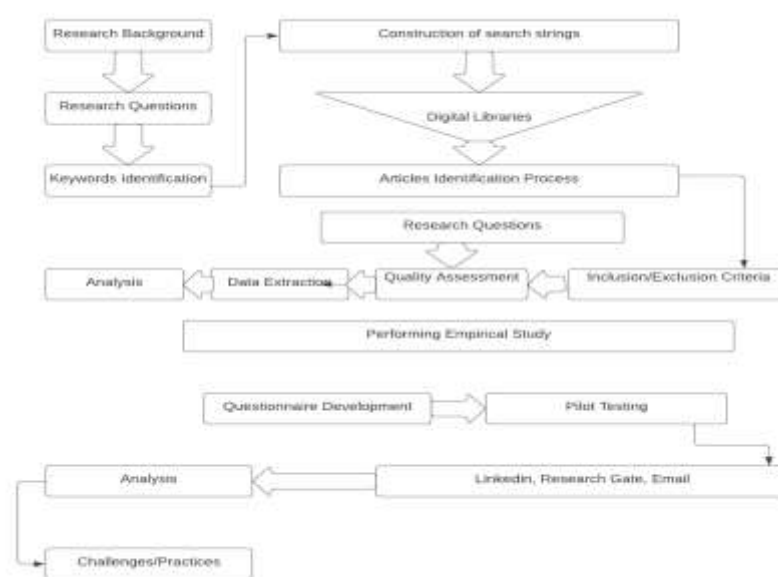 Research Background
Construction of search strings
Research Questions
Digital Libraries
Keywords identification
Articles Identification Process
Research Questions
Analysis
Data Extraction
Quality Assessment
Inclusion/Exclusion Criteria
Performing Empirical Study
Questionnaire Development
Pilot Testing
Analysis
Linkedin, Research Gate, Email
Challenges/Practices